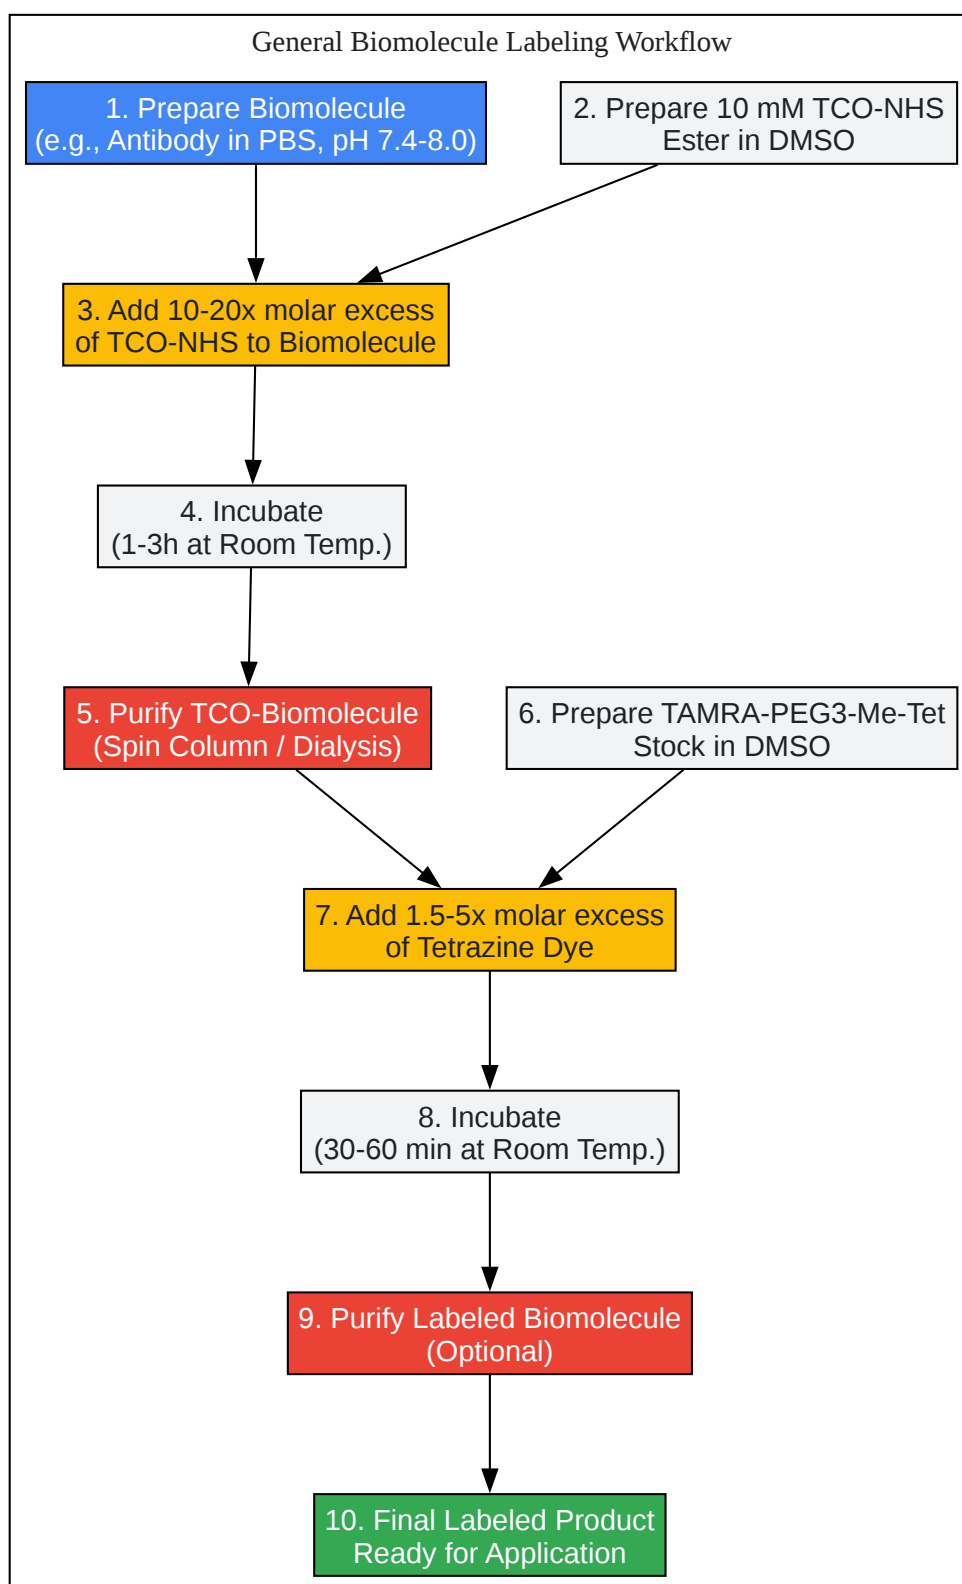 General Biomolecule Labeling Workflow
1. Prepare Biomolecule
(e.g., Antibody in PBS, pH 7.4-8.0)
2. Prepare 10 mM TCO-NHS
Ester in DMSO
3. Add 10-20x molar excess
of TCO-NHS to Biomolecule
4. Incubate
(1-3h at Room Temp.)
5. Purify TCO-Biomolecule
(Spin Column / Dialysis)
6. Prepare TAMRA-PEG3-Me-Tet
Stock in DMSO
7. Add 1.5-5x molar excess
of Tetrazine Dye
8. Incubate
(30-60 min at Room Temp.)
9. Purify Labeled Biomolecule
(Optional)
10. Final Labeled Product
Ready for Application